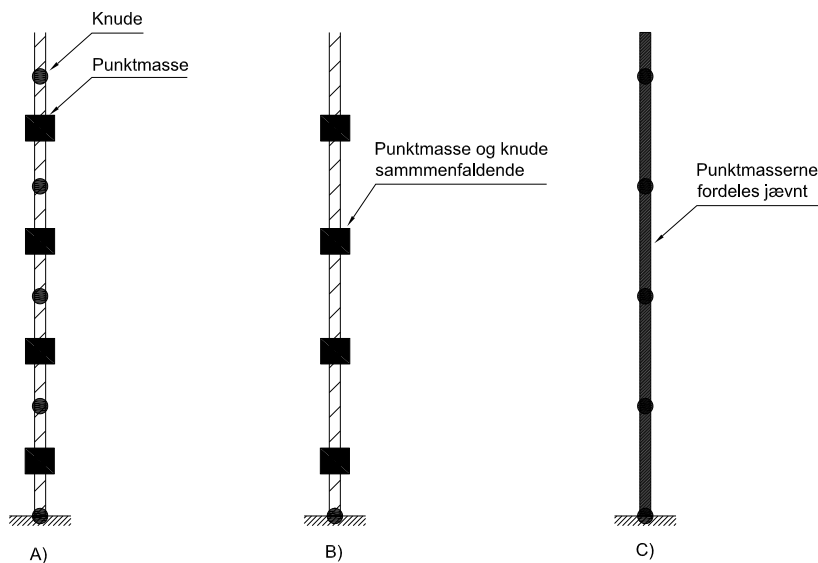 Knude
Punktmasse
Punktmasse og knude
sammmenfaldende
Punktmasserne
fordeles jævnt
A)
B)
C)